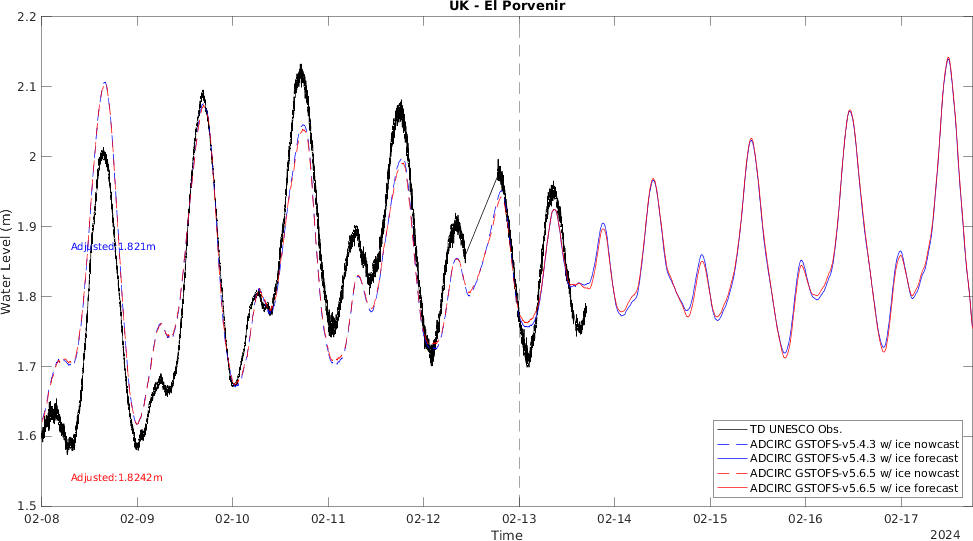 UK - El Porvenir
2.2
2.1
2
1.9
1.8
1.7
1.6
1.5
Water Level (m)
Adjusted:1.821m
Adjusted:1.8242m
TD UNESCO Obs.
ADCIRC GSTOFS-v5.4.3 w/ ice nowcast
ADCIRC GSTOFS-v5.4.3 w/ ice forecast
ADCIRC GSTOFS-v5.6.5 w/ ice nowcast
ADCIRC GSTOFS-v5.6.5 w/ ice forecast
02-08 02-09 02-10 02-11 02-12 02-13 02-14 02-15 02-16 02-17
Time
2024